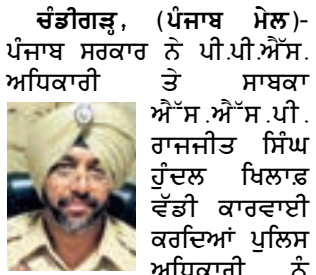 ਚੰਡੀਗੜ੍ਹ, (ਪੰਜਾਬ ਮੇਲ)-
ਪੰਜਾਬ ਸਰਕਾਰ ਨੇ ਪੀ.ਪੀ.ਐੱਸ.
ਅਧਿਕਾਰੀ ਤੇ ਸਾਬਕਾ
ਐੱਸ.ਐੱਸ.ਪੀ.
ਰਾਜਜੀਤ ਸਿੰਘ
ਹੁੰਦਲ ਖਿਲਾਫ਼
ਵੱਡੀ ਕਾਰਵਾਈ
ਕਰਦਿਆਂ ਪੁਲਿਸ
ਅਧਿਕਾਰੀ ਨੂੰ